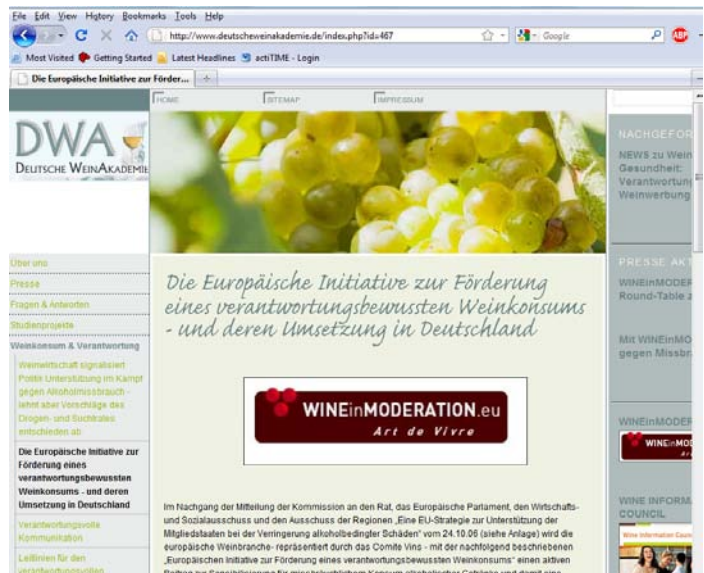 File Edit View History Bookmarks Tools Help
http://www.deutscheweinakademie.de/index.php?id=467
Google
ABP
Most Visited Getting Started Latest Headlines actiTIME - Login
Die Europäische Initiative zur Förder...
HOME SITEMAP IMPRESSUM
DWA
DEUTSCHE WEINAKADEMIE
Über uns
Presse
Fragen & Antworten
Studienprojekte
Weinkonsum & Verantwortung
Weinwirtschaft signalisiert
Politik Unterstützung im Kampf
gegen Alkoholmissbrauch -
lehnt aber Vorschläge des
Drogen- und Suchtrates
entschieden ab
Die Europäische Initiative zur
Förderung eines
verantwortungsbewussten
Weinkonsums - und deren
Umsetzung in Deutschland
Verantwortungsvolle
Kommunikation
Leitlinien für den
verantwortungsvollen
Die Europäische Initiative zur Förderung
eines verantwortungsbewussten Weinkonsums
- und deren Umsetzung in Deutschland
WINEinMODERATION.eu
Art de Vivre
Im Nachgang der Mitteilung der Kommission an den Rat, das Europäische Parlament, den Wirtschafts-
und Sozialausschuss und den Ausschuss der Regionen „Eine EU-Strategie zur Unterstützung der
Mitgliedstaaten bei der Verringerung alkoholbedingter Schäden“ vom 24.10.06 (siehe Anlage) wird die
europäische Weinbranche- repräsentiert durch das Comite Vins - mit der nachfolgend beschriebenen
„Europäischen Initiative zur Förderung eines verantwortungsbewussten Weinkonsums“ einen aktiven
NACHGEFOR
NEWS zu Wein
Gesundheit:
Verantwortung
Weinwerbung
PRESSE AKT
WINEinMODER
Round-Table z
Mit WINEinMO
gegen Missbr
WINEinMODER
WINEinMOD
WINE INFORMA
COUNCIL
Wine Information Council